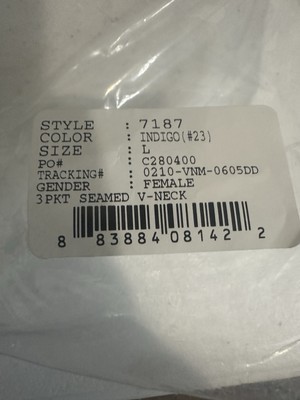 STYLE : 7187
COLOR : INDIGO(#23)
SIZE : L
PO# : C280400
TRACKING# : 0210-VNM-0605DD
GENDER : FEMALE
3PKT SEAMED V-NECK
8 83884 08142 2